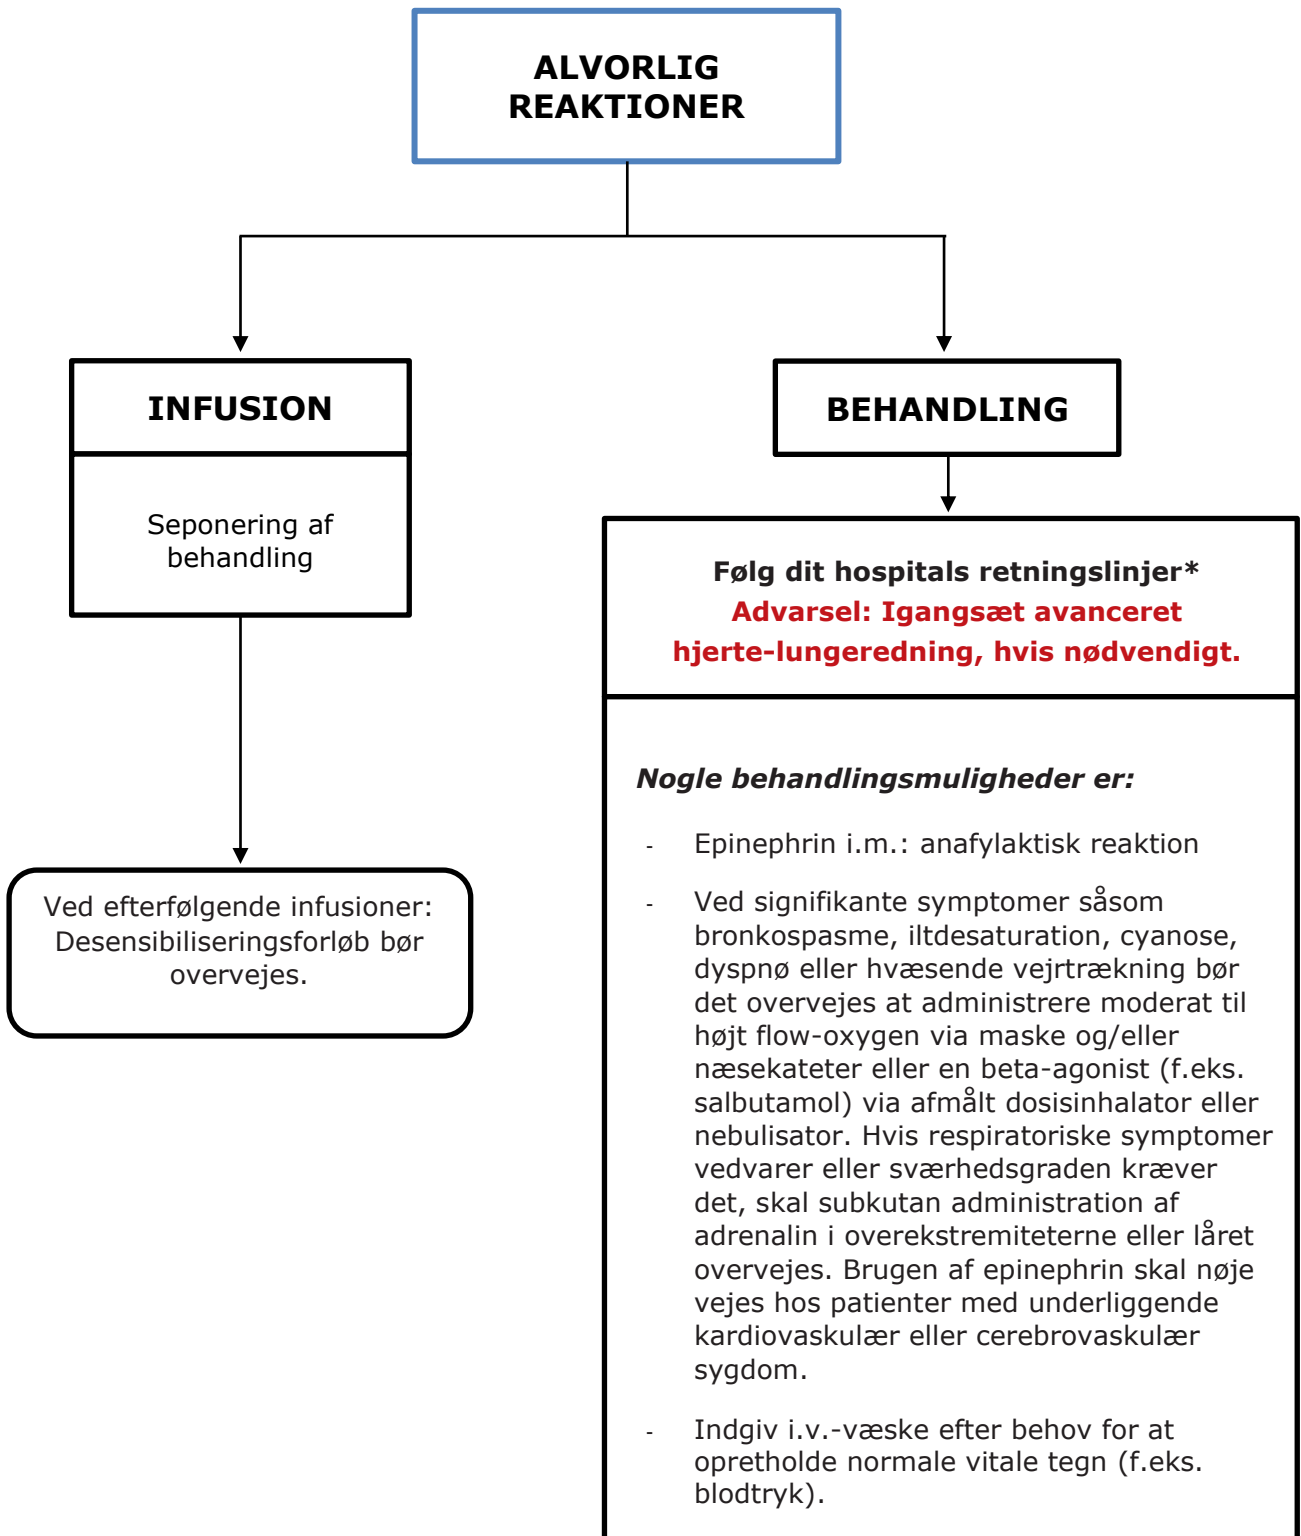 ALVORLIG
REAKTIONER
INFUSION
Seponering af
behandling
Ved efterfølgende infusioner:
Desensibiliseringsforløb bør
overvejes.
BEHANDLING
Følg dit hospitals retningslinjer*
Advarsel: Igangsæt avanceret
hjerte-lungeredning, hvis nødvendigt.
Nogle behandlingsmuligheder er:
- Epinephrin i.m.: anafylaktisk reaktion
- Ved signifikante symptomer såsom
bronkospasme, iltdesaturation, cyanose,
dyspnø eller hvæsende vejrtrækning bør
det overvejes at administrere moderat til
højt flow-oxygen via maske og/eller
næsekateter eller en beta-agonist (f.eks.
salbutamol) via afmålt dosisinhalator eller
nebulisator. Hvis respiratoriske symptomer
vedvarer eller sværhedsgraden kræver
det, skal subkutan administration af
adrenalin i overekstremiteterne eller låret
overvejes. Brugen af epinephrin skal nøje
vejes hos patienter med underliggende
kardiovaskulær eller cerebrovaskulær
sygdom.
- Indgiv i.v.-væske efter behov for at
opretholde normale vitale tegn (f.eks.
blodtryk).